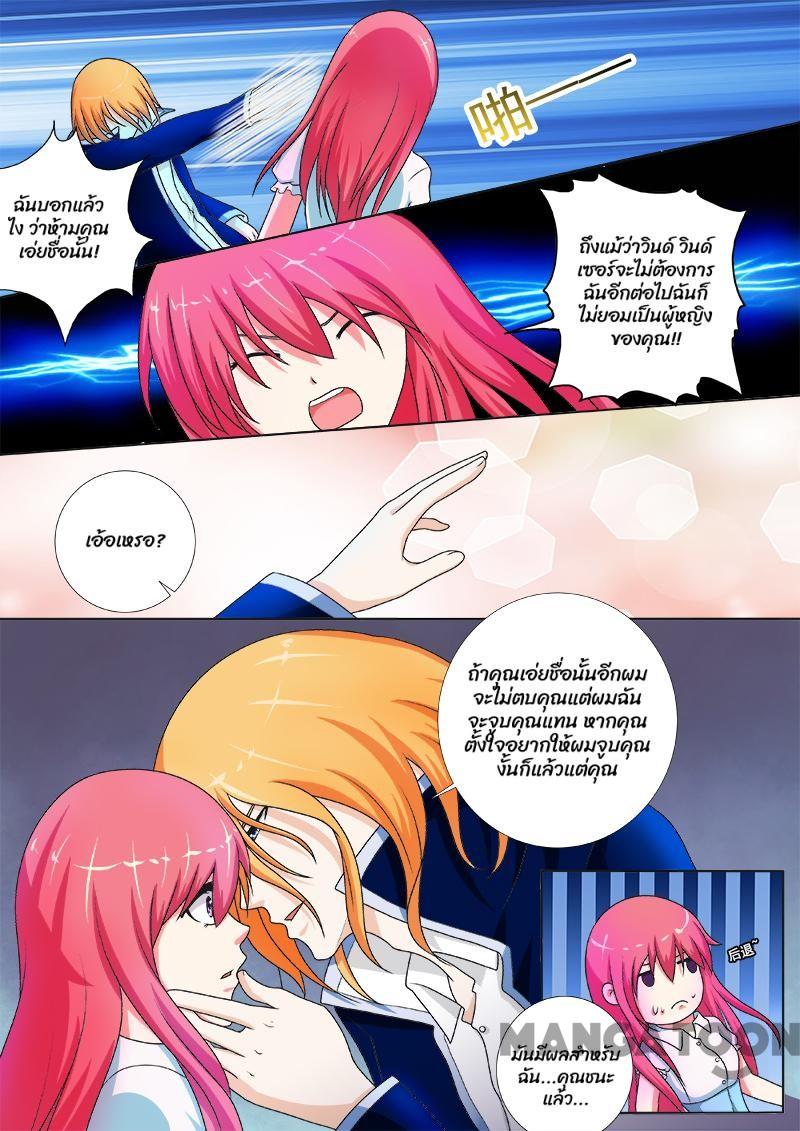 啪——
ฉันบอกแล้ว
ไง ว่าห้ามคุณ
เอ่ยชื่อนั้น!
ถึงแม้ว่าวินด์ วินด์
เซอร์จะไม่ต้องการ
ฉันอีกต่อไปฉันก็
ไม่ยอมเป็นผู้หญิง
ของคุณ!!
เอ้อเหรอ?
ถ้าคุณเอ่ยชื่อนั้นอีกผม
จะไม่ตบคุณแต่ผมฉัน
จะจูบคุณแทน หากคุณ
ตั้งใจอยากให้ผมจูบคุณ
งั้นก็แล้วแต่คุณ
后退~
มันมีผลสำหรับ
ฉัน...คุณชนะ
แล้ว...
MANGATOON